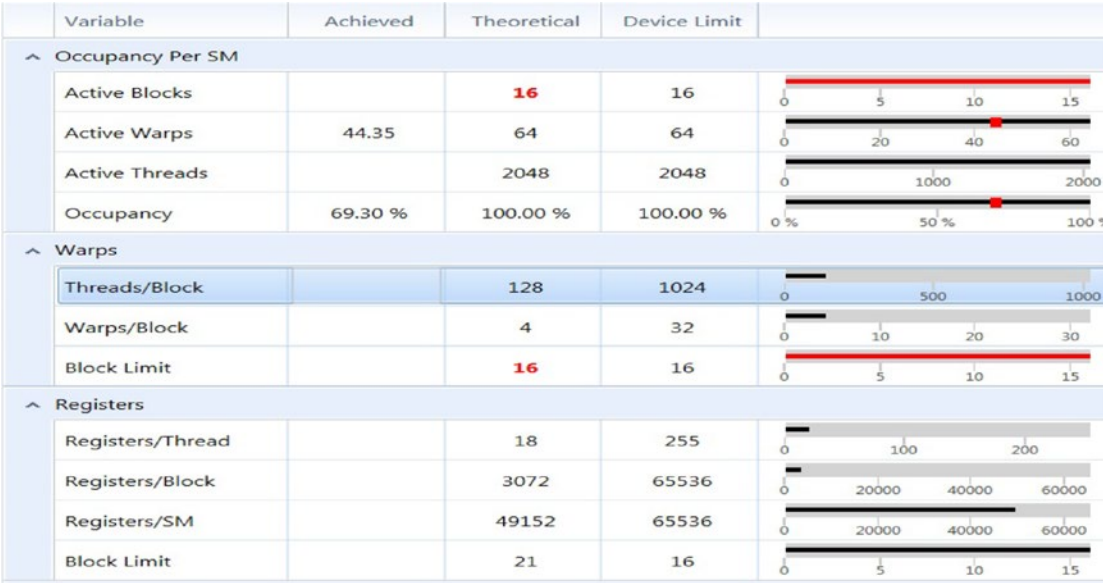 Variable Achieved Theoretical Device Limit
Occupancy Per SM
Active Blocks 16 16
0 5 10 15
Active Warps 44.35 64 64
0 20 40 60
Active Threads 2048 2048
0 1000 2000
Occupancy 69.30 % 100.00 % 100.00 %
0 % 50 % 100 %
Warps
Threads/Block 128 1024
0 500 1000
Warps/Block 4 32
0 10 20 30
Block Limit 16 16
0 5 10 15
Registers
Registers/Thread 18 255
0 100 200
Registers/Block 3072 65536
0 20000 40000 60000
Registers/SM 49152 65536
0 20000 40000 60000
Block Limit 21 16
0 5 10 15